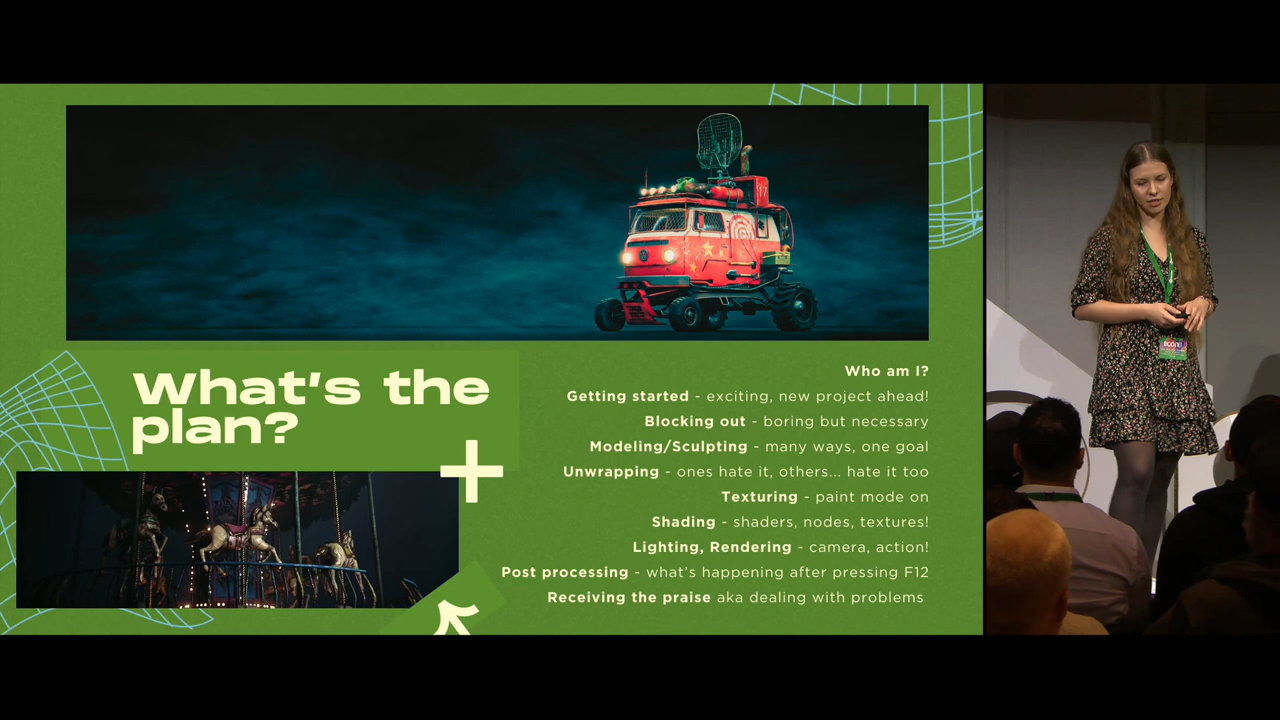 What's the
plan?
Who am I?
Getting started - exciting, new project ahead!
Blocking out - boring but necessary
Modeling/Sculpting - many ways, one goal
Unwrapping - ones hate it, others... hate it too
Texturing - paint mode on
Shading - shaders, nodes, textures!
Lighting, Rendering - camera, action!
Post processing - what's happening after pressing F12
Receiving the praise aka dealing with problems
BCON